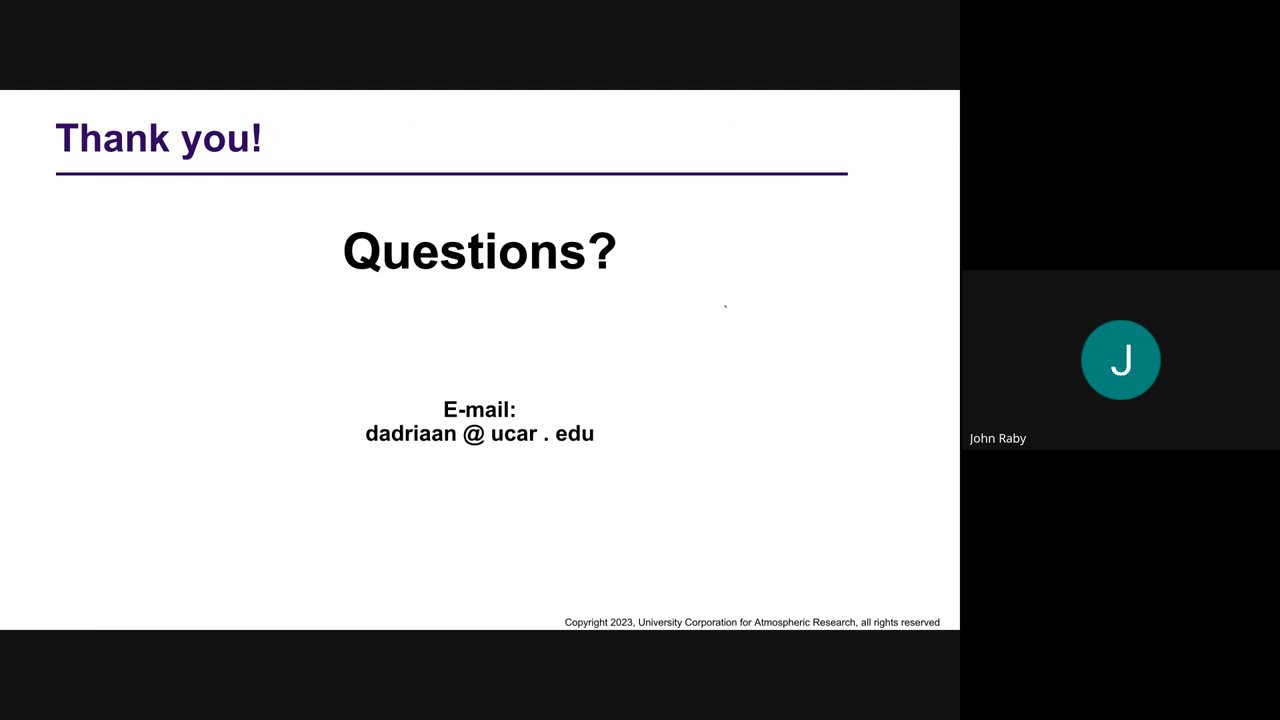 Thank you!
Questions?
E-mail:
dadriaan @ ucar . edu
Copyright 2023, University Corporation for Atmospheric Research, all rights reserved
J
John Raby